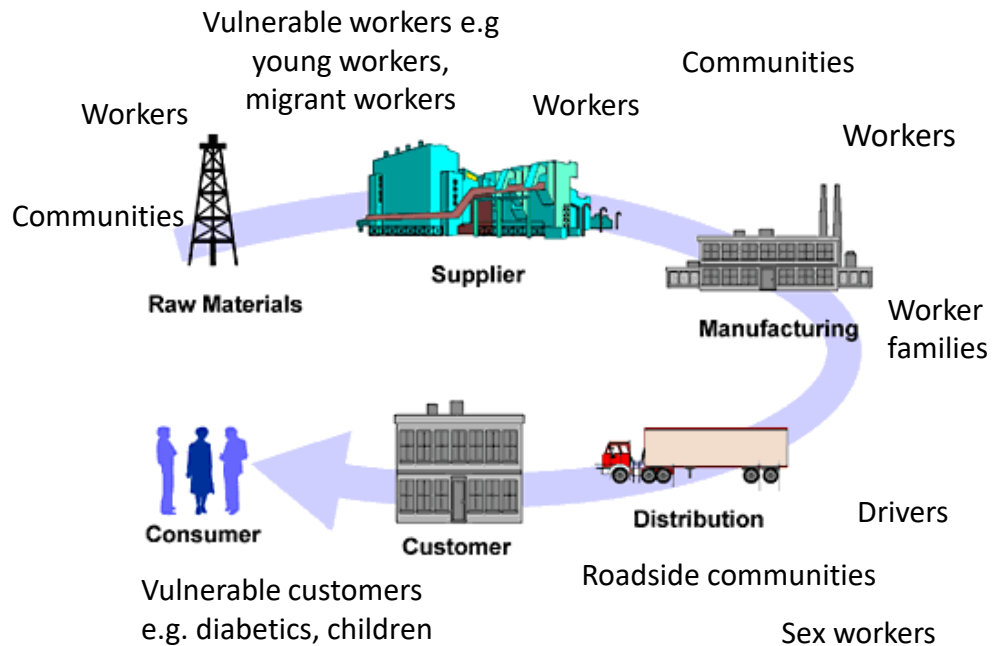 Vulnerable workers e.g
young workers,
migrant workers
Communities
Workers
Workers
Workers
Communities
Supplier
Raw Materials
Manufacturing
Worker
families
Consumer
Customer
Distribution
Drivers
Roadside communities
Vulnerable customers
e.g. diabetics, children
Sex workers